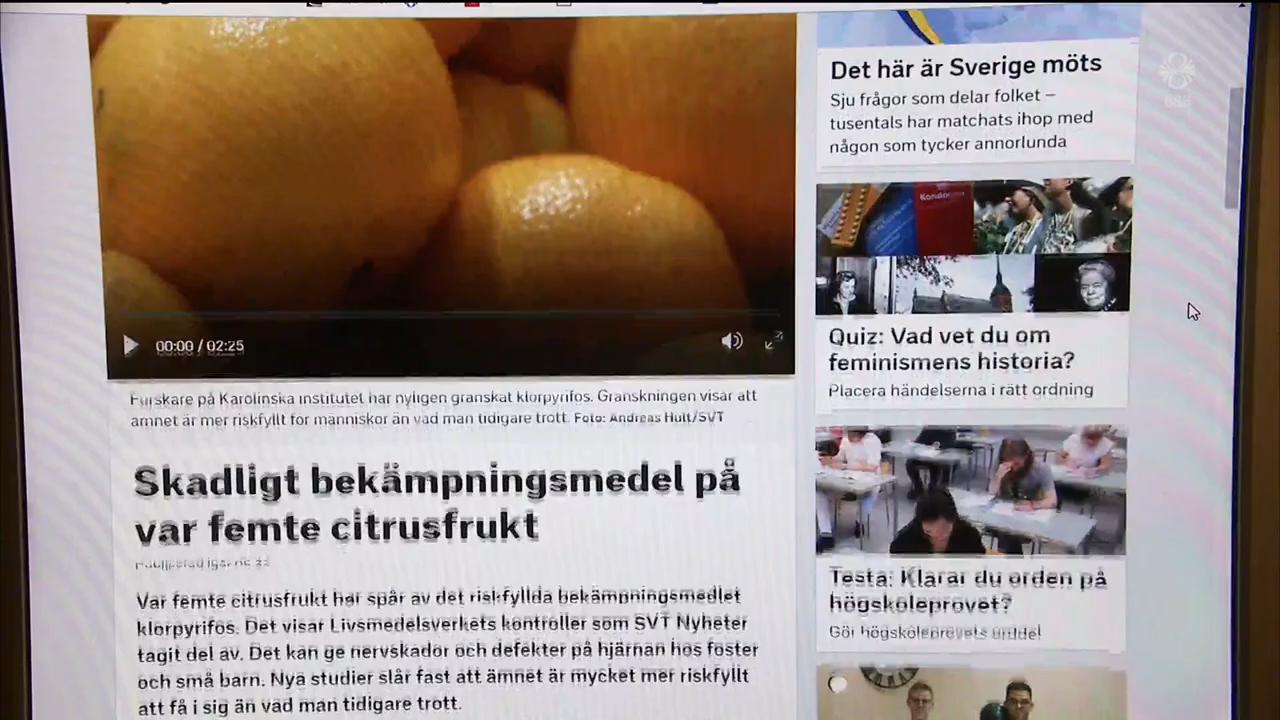 00:00 / 02:25
Forskare på Karolinska institutet har nyligen granskat klorpyrifos. Granskningen visar att
ämnet är mer riskfyllt för människor än vad man tidigare trott. Foto: Andreas Hult/SVT
Skadligt bekämpningsmedel på
var femte citrusfrukt
Var femte citrusfrukt har spår av det riskfyllda bekämpningsmedlet
klorpyrifos. Det visar Livsmedelsverkets kontroller som SVT Nyheter
tagit del av. Det kan ge nervskador och defekter på hjärnan hos foster
och små barn. Nya studier slår fast att ämnet är mycket mer riskfyllt
att få i sig än vad man tidigare trott.
Det här är Sverige möts
Sju frågor som delar folket –
tusentals har matchats ihop med
någon som tycker annorlunda
Quiz: Vad vet du om
feminismens historia?
Placera händelserna i rätt ordning
Testa: Klarar du orden på
högskoleprovet?
Gör högskoleprovets orddel